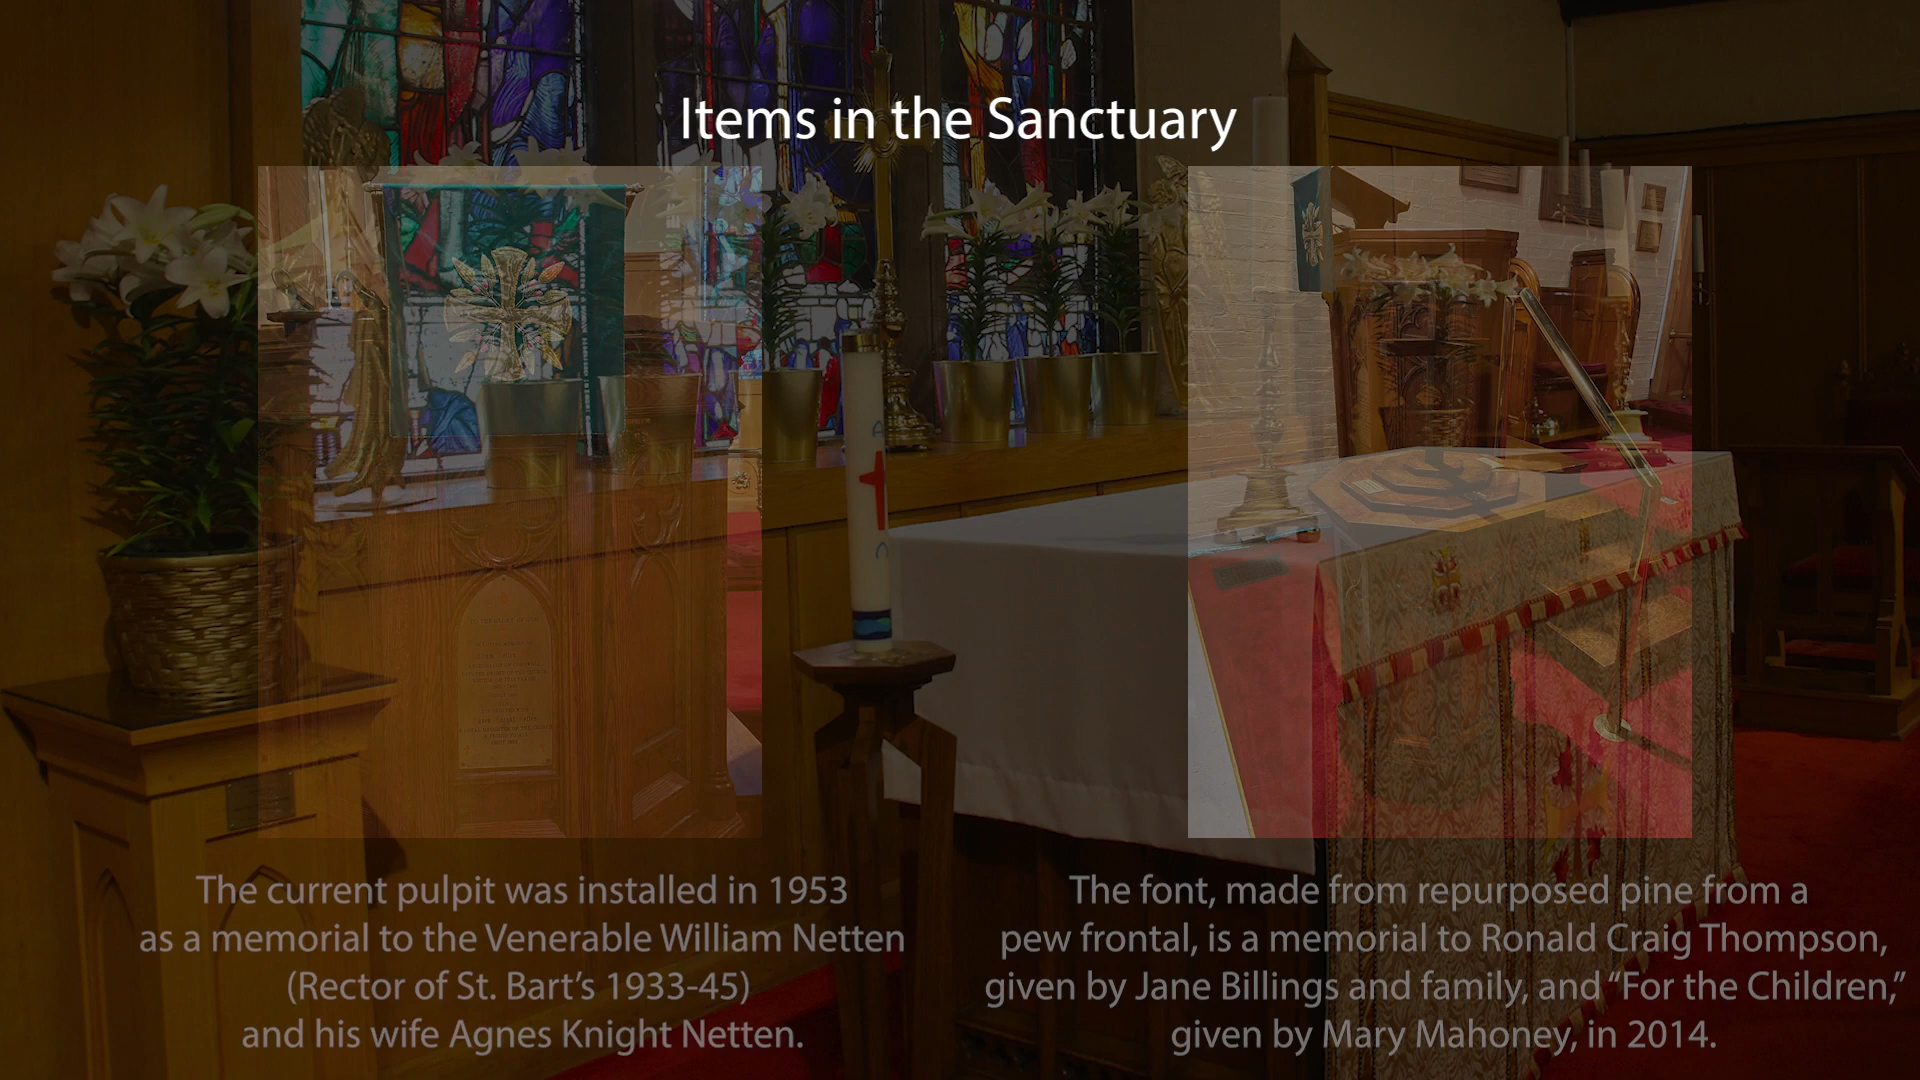 Items in the Sanctuary
The current pulpit was installed in 1953
as a memorial to the Venerable William Netten
(Rector of St. Bart’s 1933-45)
and his wife Agnes Knight Netten.
The font, made from repurposed pine from a
pew frontal, is a memorial to Ronald Craig Thompson,
given by Jane Billings and family, and “For the Children,”
given by Mary Mahoney, in 2014.